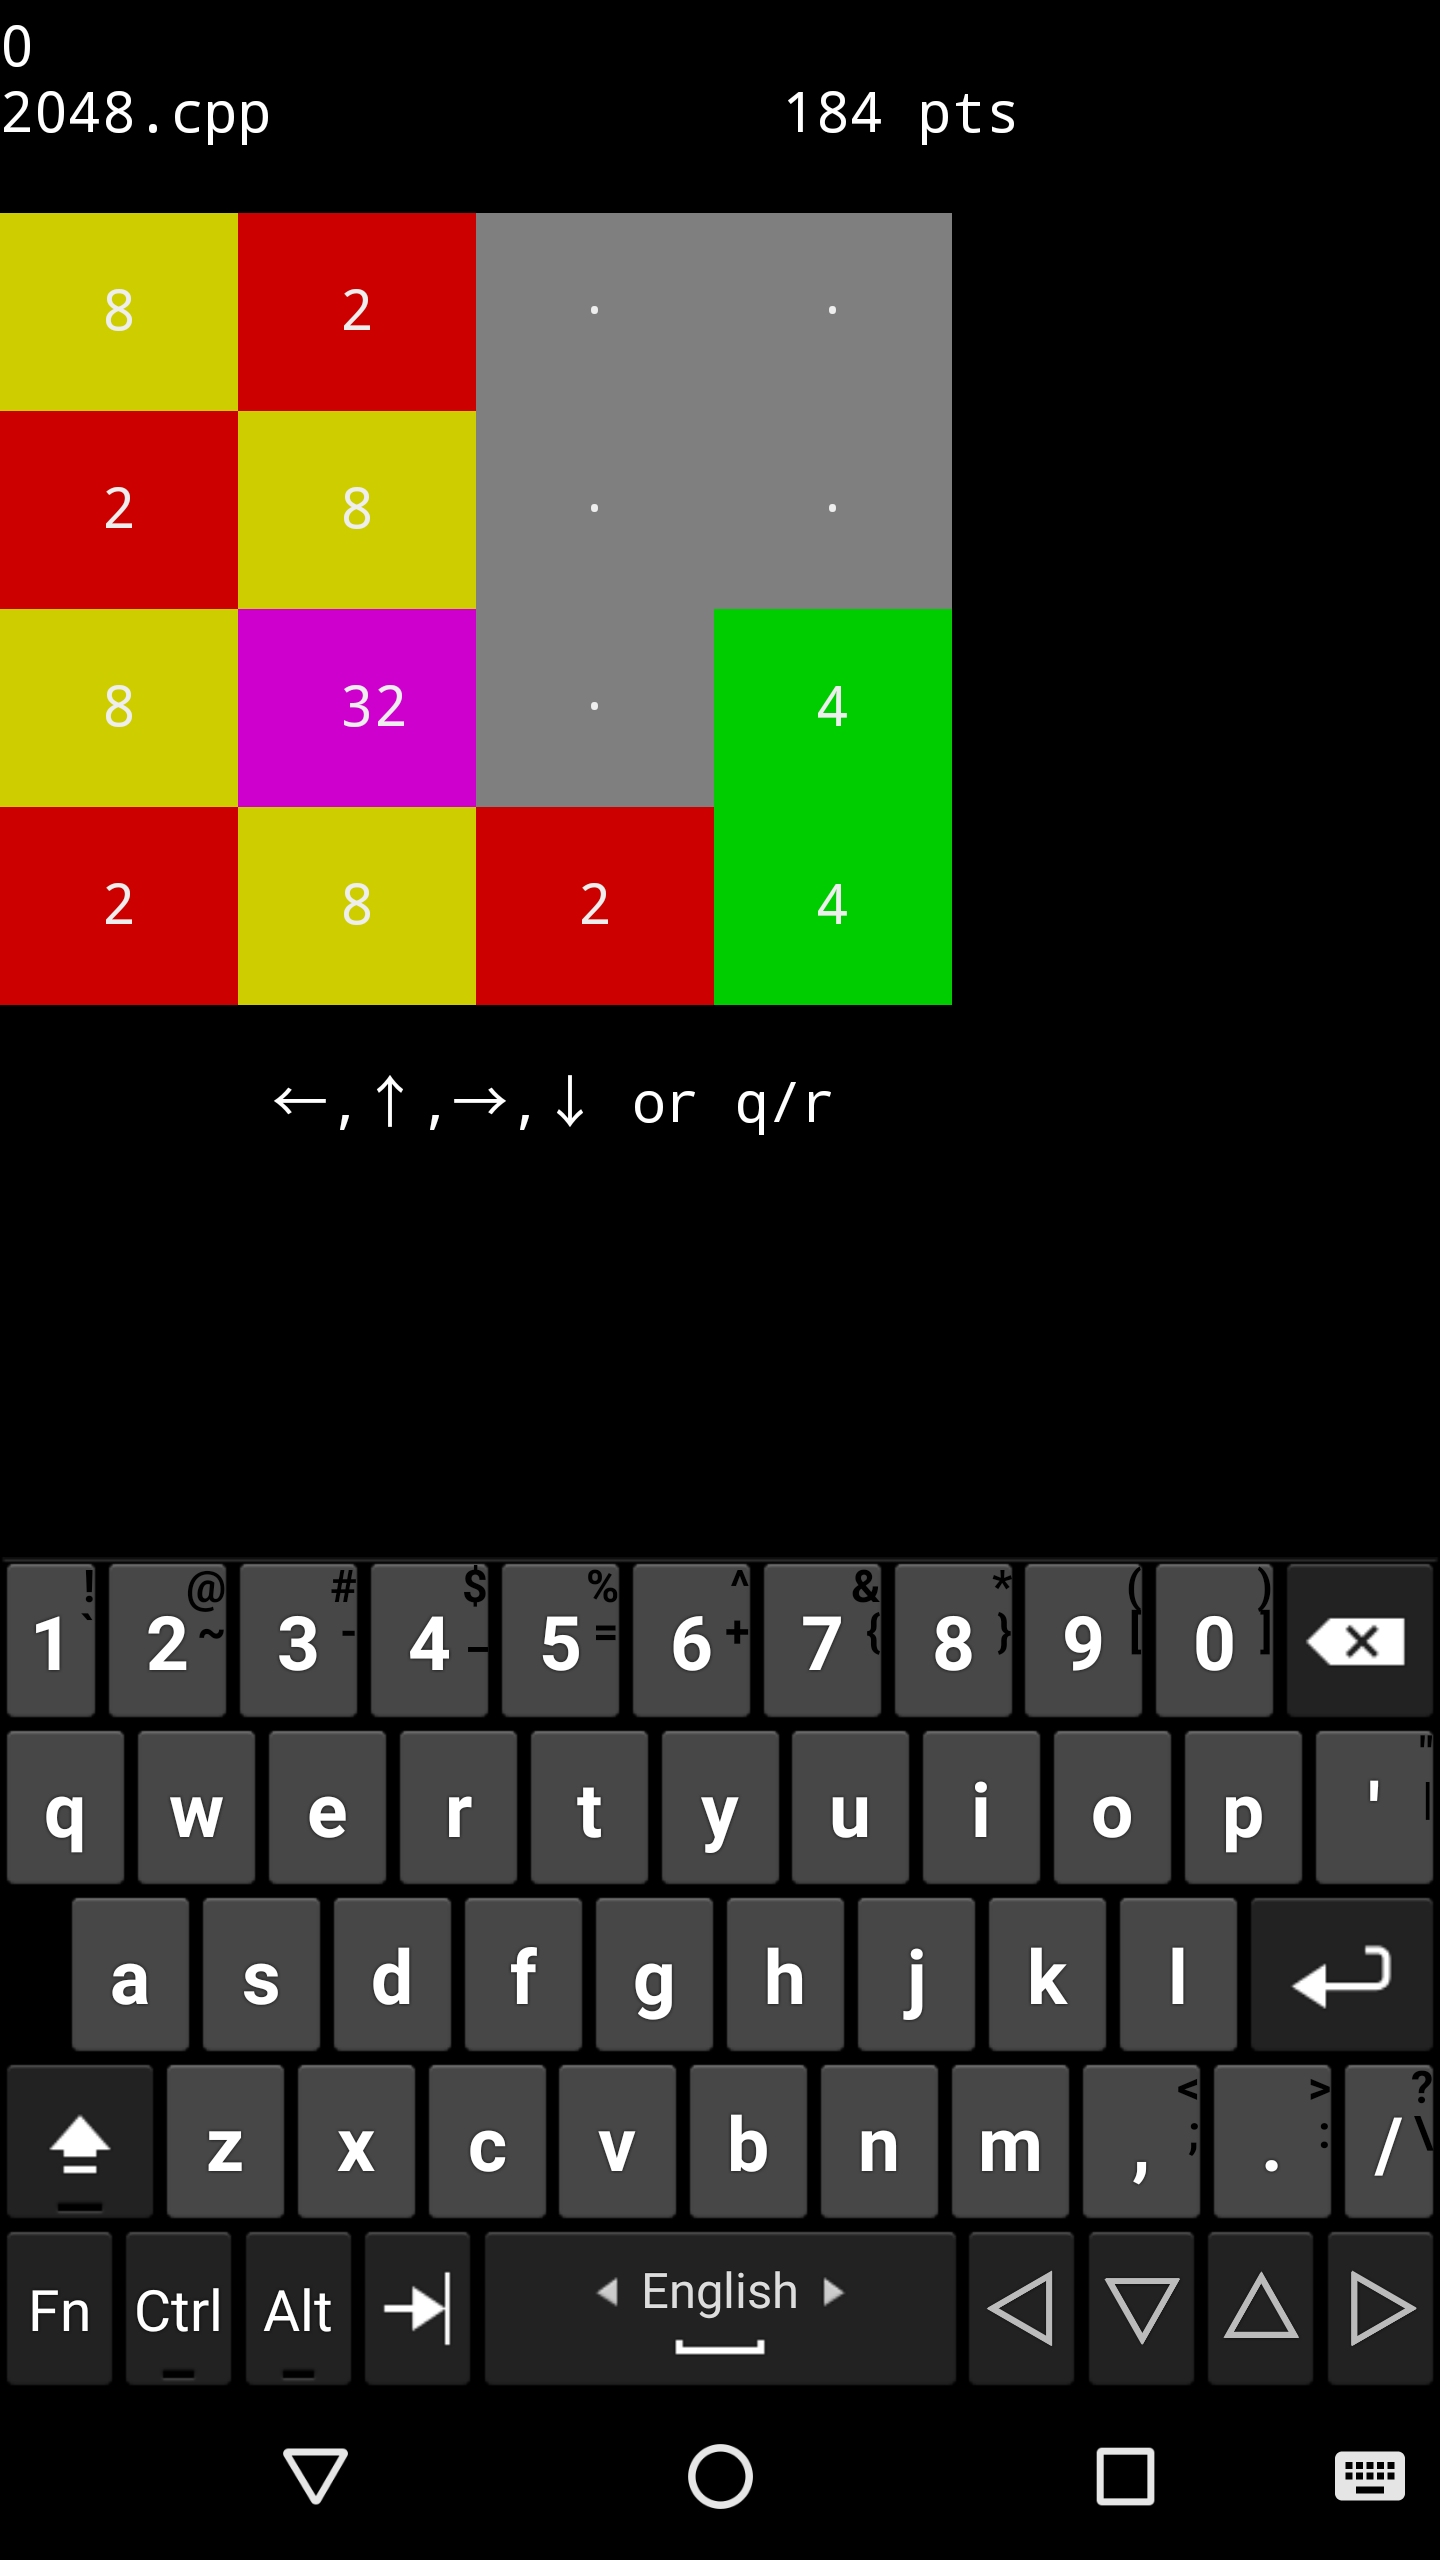 0
2048.cpp 184 pts
8 2 · ·
2 8 · ·
8 32 · 4
2 8 2 4
←,↑,→,↓ or q/r
! @ # $ % ^ & * ( )
1 ` 2 ~ 3 - 4 _ 5 = 6 + 7 { 8 } 9 [ 0 ]
q w e r t y u i o p ' " |
a s d f g h j k l
z x c v b n m , < ; . > : / ? \
Fn Ctrl Alt English